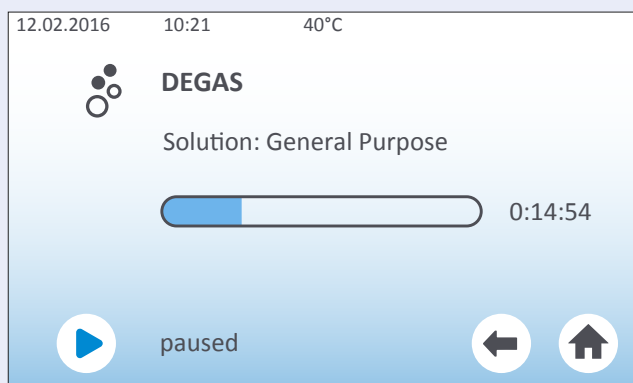 12.02.2016 10:21 40°C
DEGAS
Solution: General Purpose
0:14:54
paused